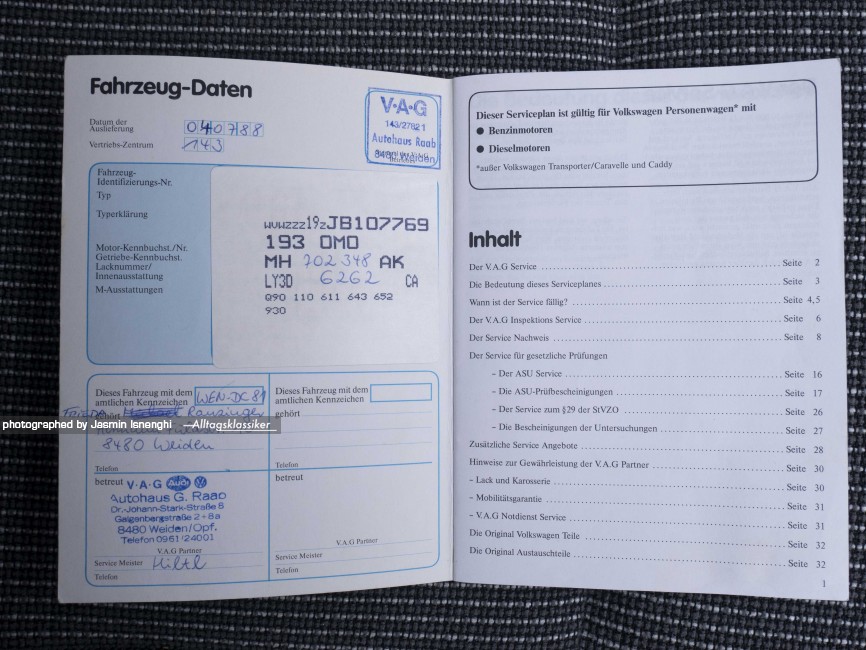 Fahrzeug-Daten
Datum der
Auslieferung
040788
Vertriebs-Zentrum
143
V·A·G
143/27821
Autohaus Raab
8480 Weiden
Fahrzeug-
Identifizierungs-Nr.
Typ
Typerklärung
Motor-Kennbuchst./Nr.
Getriebe-Kennbuchst.
Lacknummer/
Innenausstattung
M-Ausstattungen
WVWZZZ19ZJB107769
193 OMO
MH 702 348 AK
LY3D 6262 CA
Q90 110 611 643 652
930
Dieses Fahrzeug mit dem
amtlichen Kennzeichen
WEN-DC 81
gehört
Ransinger
8480 Weiden
Telefon
betreut
V·A·G Audi
Autohaus G. Raab
Dr.-Johann-Stark-Straße 5
Gaigenbergstraße 2+8a
8480 Weiden/Opf.
Telefon 0961/24001
V.A.G Partner
Service Meister
Hiltl
Telefon
Dieses Fahrzeug mit dem
amtlichen Kennzeichen
gehört
Telefon
betreut
V.A.G Partner
Service Meister
Telefon
photographed by Jasmin Isnenghi —Alltagsklassiker
Dieser Serviceplan ist gültig für Volkswagen Personenwagen* mit
● Benzinmotoren
● Dieselmotoren
*außer Volkswagen Transporter/Caravelle und Caddy
Inhalt
Der V.A.G Service Seite 2
Die Bedeutung dieses Serviceplanes Seite 3
Wann ist der Service fällig? Seite 4,5
Der V.A.G Inspektions Service Seite 6
Der Service Nachweis Seite 8
Der Service für gesetzliche Prüfungen
– Der ASU Service Seite 16
– Die ASU-Prüfbescheinigungen Seite 17
– Der Service zum §29 der StVZO Seite 26
– Die Bescheinigungen der Untersuchungen Seite 27
Zusätzliche Service Angebote Seite 28
Hinweise zur Gewährleistung der V.A.G Partner Seite 30
– Lack und Karosserie Seite 30
– Mobilitätsgarantie Seite 31
– V.A.G Notdienst Service Seite 31
Die Original Volkswagen Teile Seite 32
Die Original Austauschteile Seite 32
1